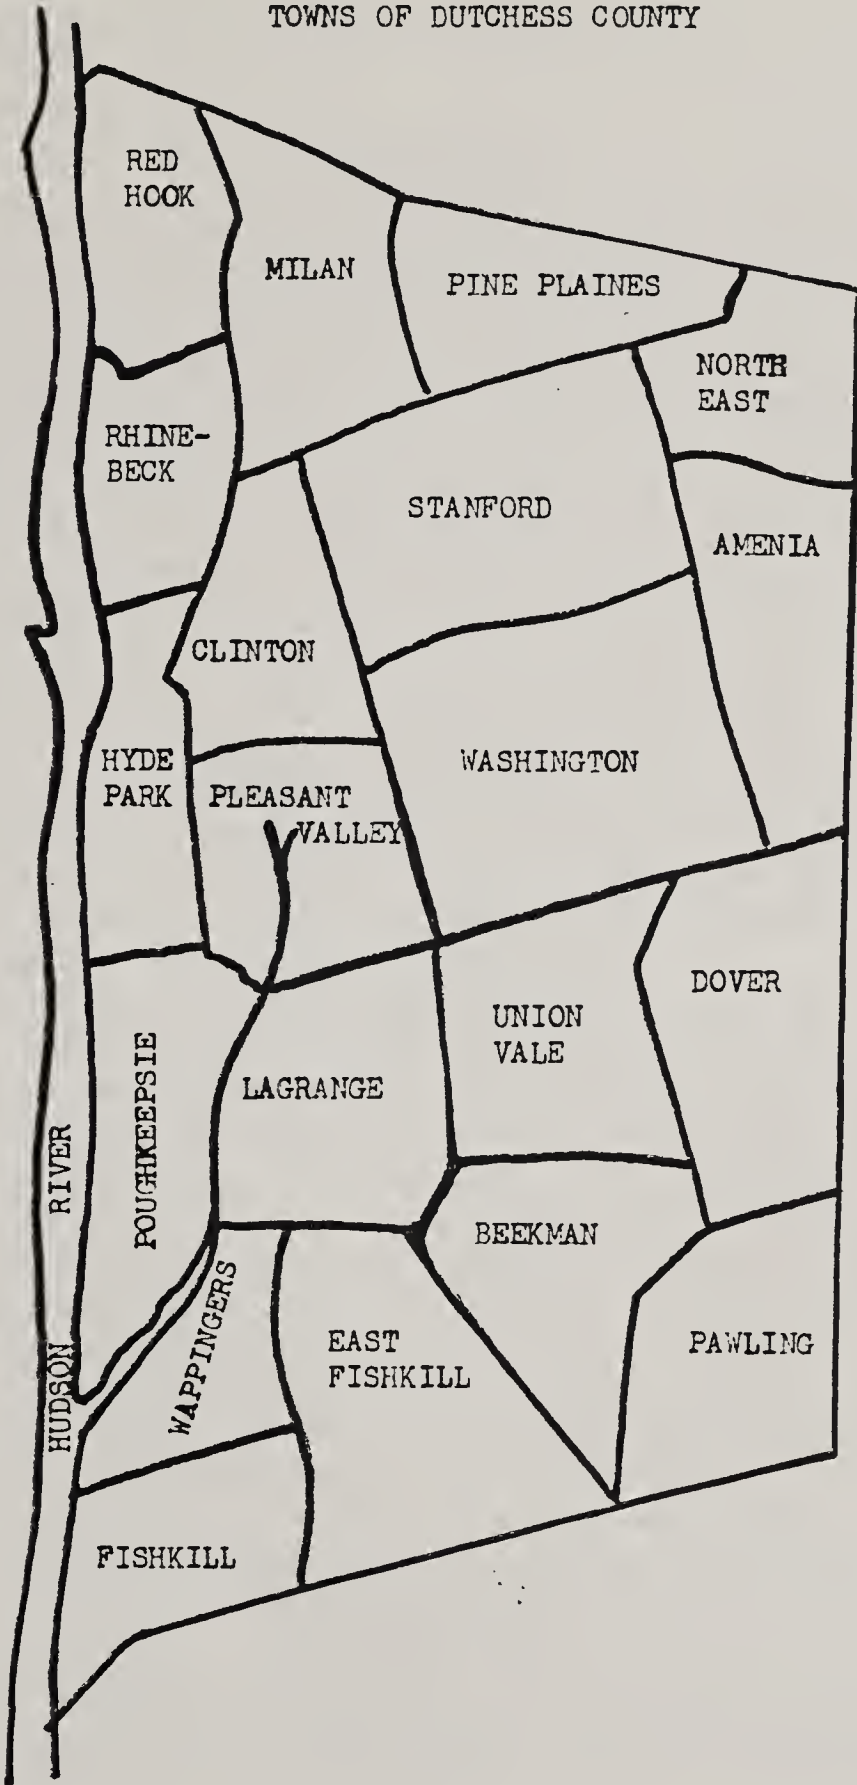 TOWNS OF DUTCHESS COUNTY
RED
HOOK
MILAN
PINE PLAINES
NORTH
EAST
RHINE-
BECK
STANFORD
AMENIA
CLINTON
HYDE
PARK
PLEASANT
VALLEY
WASHINGTON
DOVER
UNION
VALE
LAGRANGE
POUGHKEEPSIE
HUDSON RIVER
BEEKMAN
WAPPINGERS
EAST
FISHKILL
PAWLING
FISHKILL